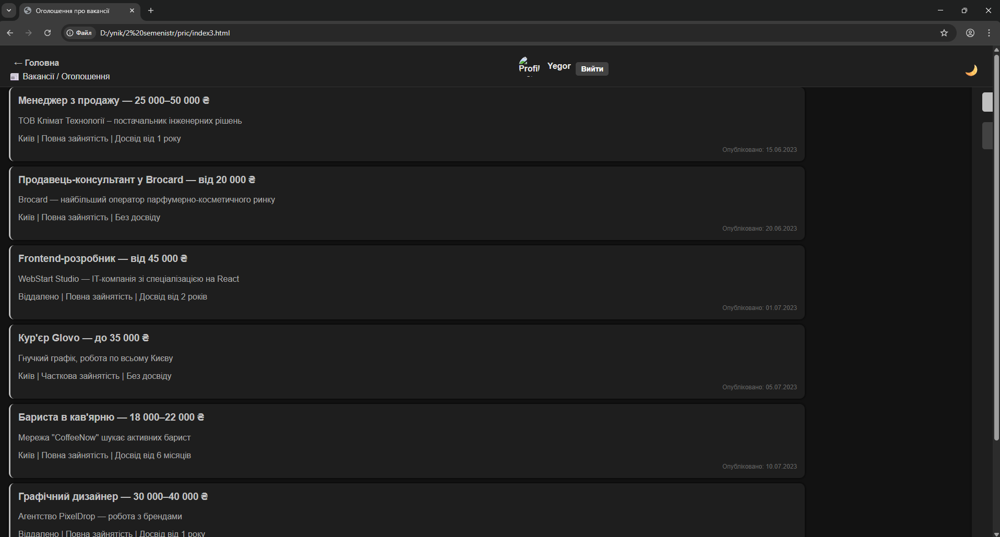 Оголошення про вакансії
Файл D:/ynik/2%20semenistr/pric/index3.html
← Головна
Вакансії / Оголошення
Profil
Yegor
Вийти
Менеджер з продажу — 25 000–50 000 ₴
ТОВ Клімат Технології – постачальник інженерних рішень
Київ | Повна зайнятість | Досвід від 1 року
Опубліковано: 15.06.2023
Продавець-консультант у Brocard — від 20 000 ₴
Brocard — найбільший оператор парфумерно-косметичного ринку
Київ | Повна зайнятість | Без досвіду
Опубліковано: 20.06.2023
Frontend-розробник — від 45 000 ₴
WebStart Studio — IT-компанія зі спеціалізацією на React
Віддалено | Повна зайнятість | Досвід від 2 років
Опубліковано: 01.07.2023
Кур'єр Glovo — до 35 000 ₴
Гнучкий графік, робота по всьому Києву
Київ | Часткова зайнятість | Без досвіду
Опубліковано: 05.07.2023
Бариста в кав'ярню — 18 000–22 000 ₴
Мережа "CoffeeNow" шукає активних барист
Київ | Повна зайнятість | Досвід від 6 місяців
Опубліковано: 10.07.2023
Графічний дизайнер — 30 000–40 000 ₴
Агентство PixelDrop — робота з брендами
Віддалено | Повна зайнятість | Досвід від 1 року